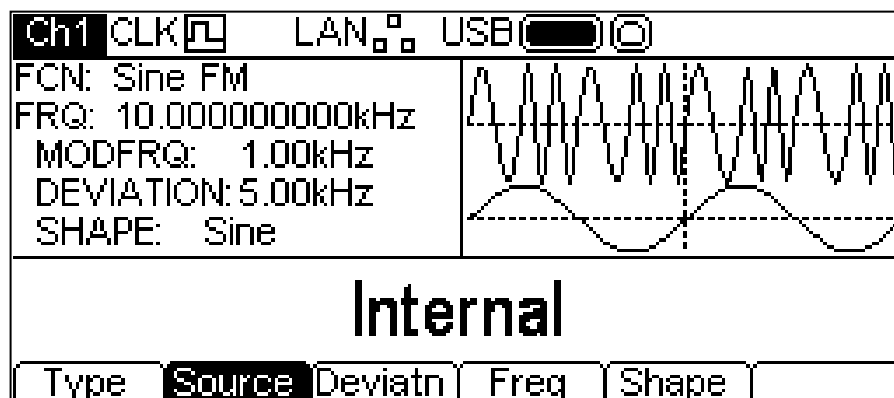 Ch1 CLK LAN USB
FCN: Sine FM
FRQ: 10.000000000kHz
MODFRQ: 1.00kHz
DEVIATION: 5.00kHz
SHAPE: Sine
Internal
Type Source Deviatn Freq Shape